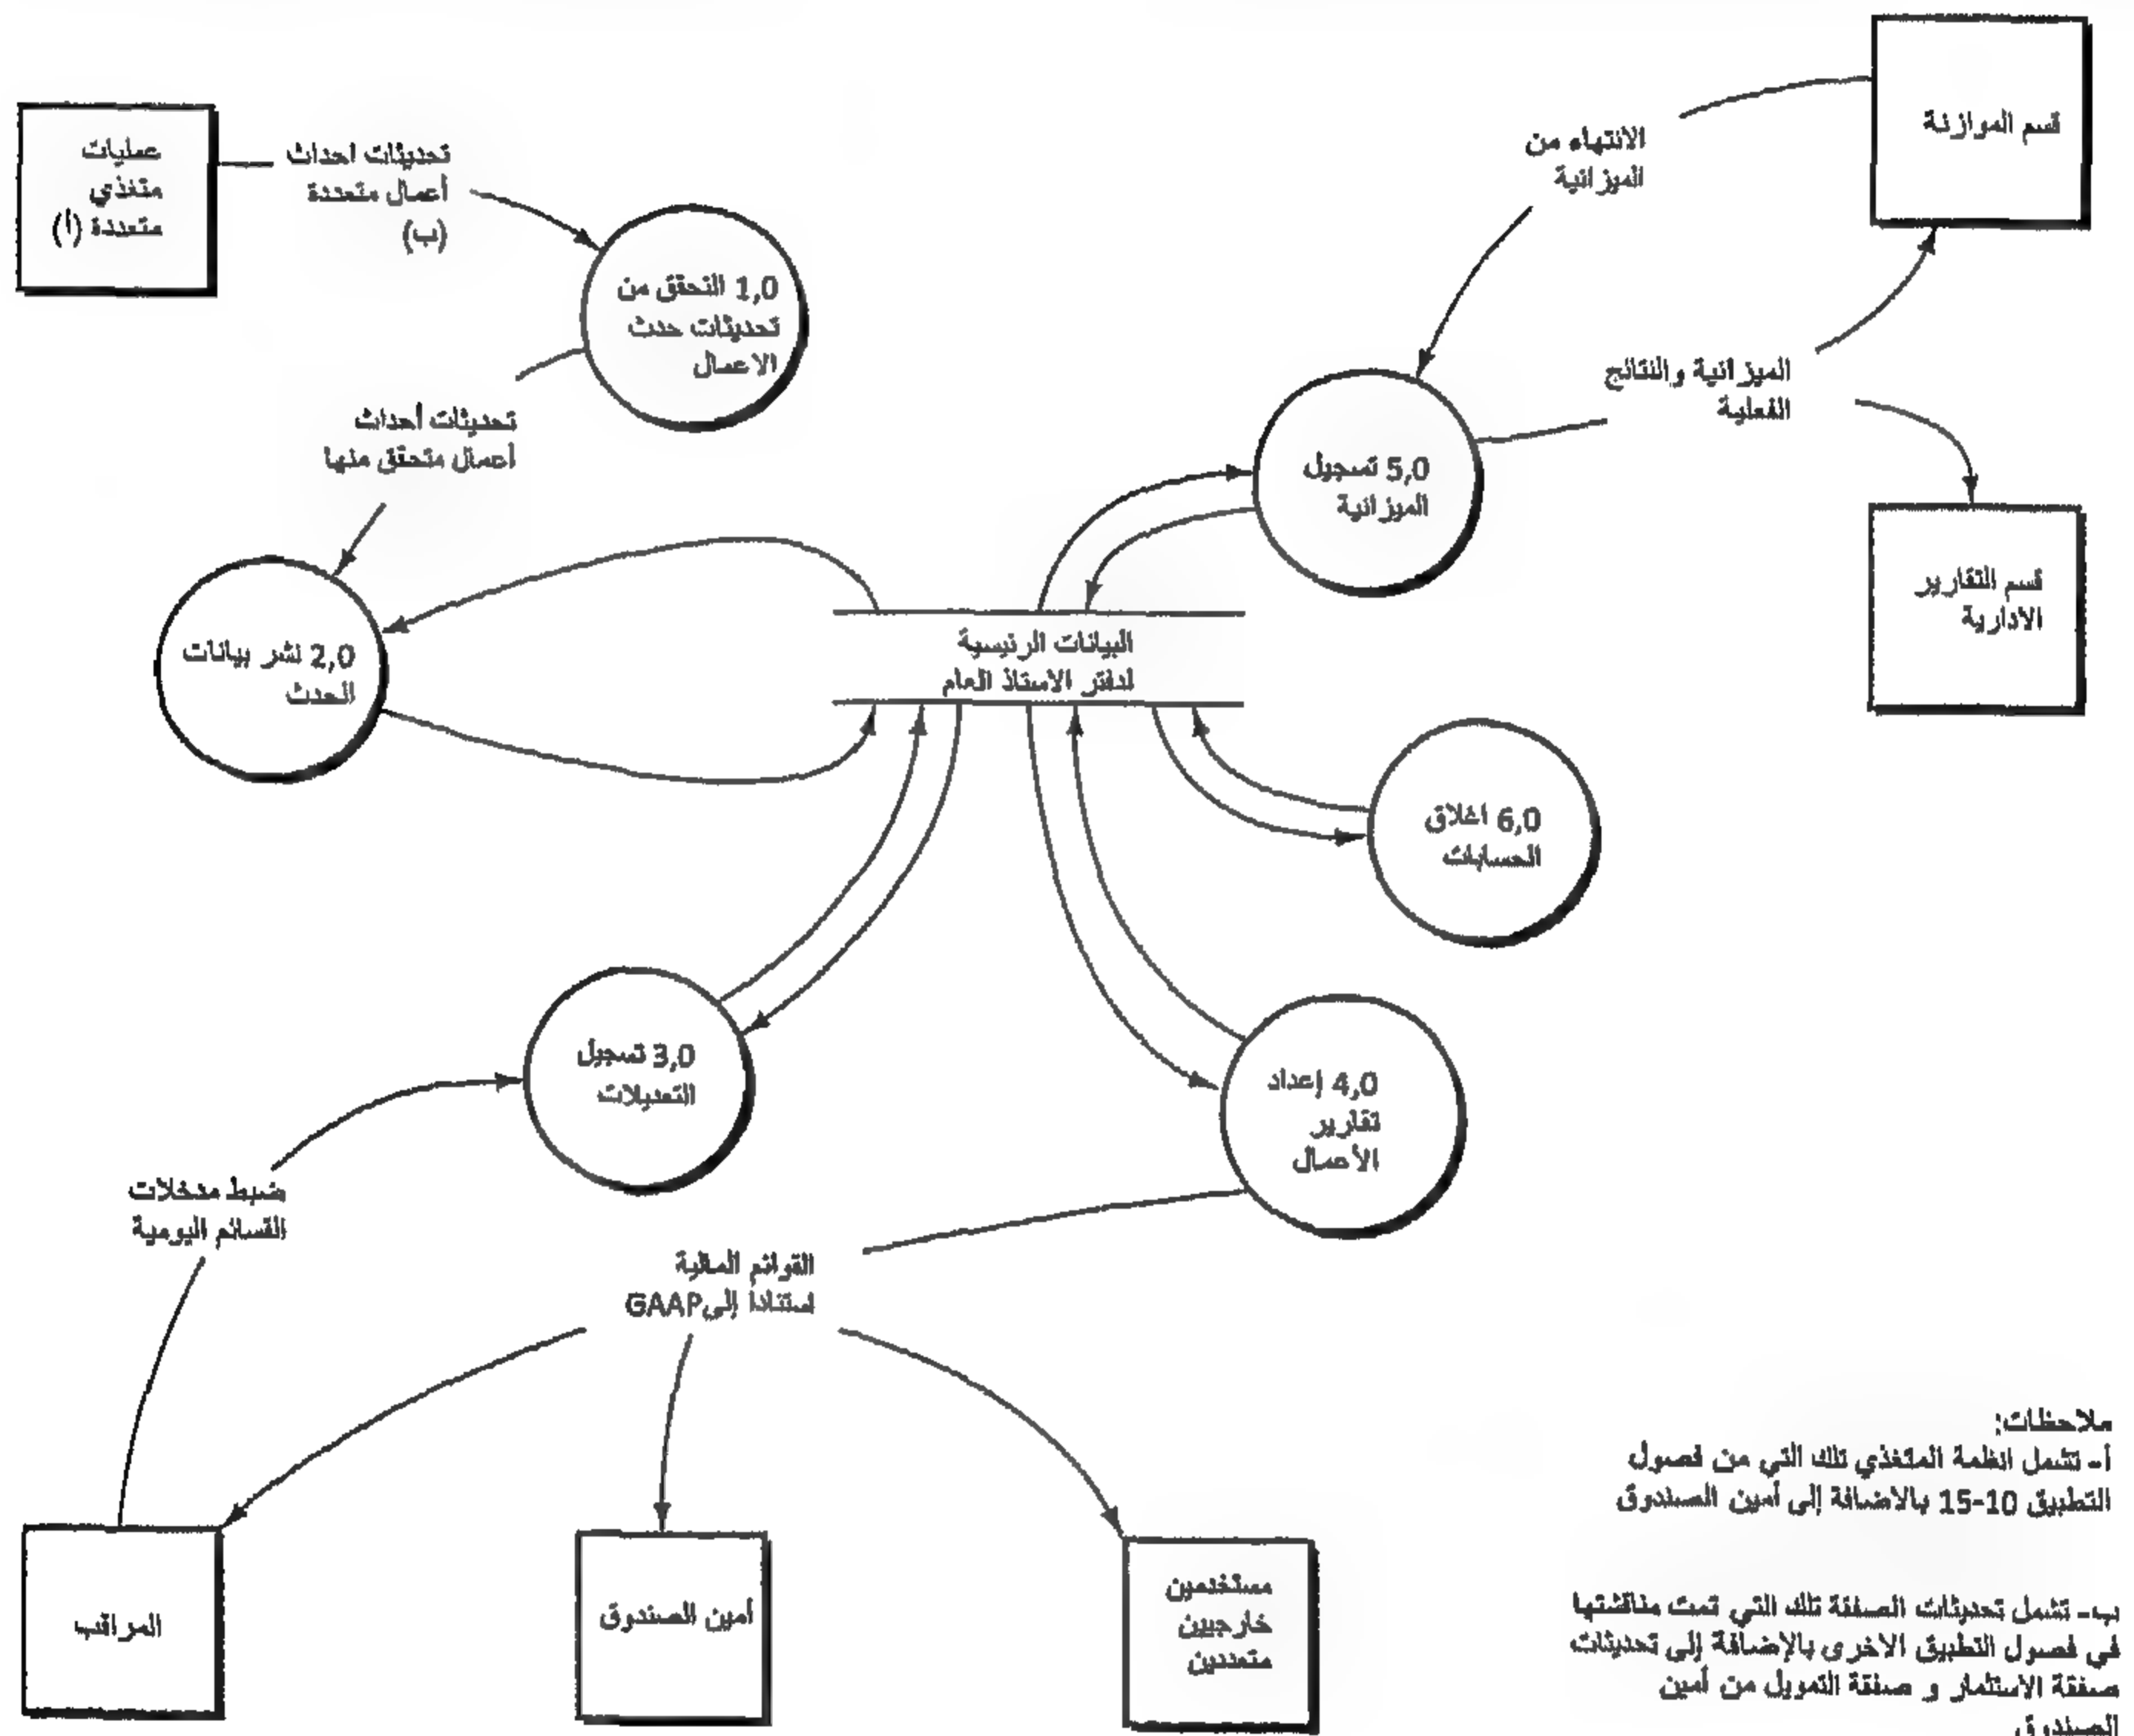 عمليات
متغذي
متعددة (أ)
تحديثات احداث
أعمال متعددة
(ب)
1,0 التحقق من
تحديثات حدث
الاعمال
تحديثات أحداث
أعمال متحقق منها
2,0 نشر بيانات
الحدث
البيانات الرئيسية
لدفتر الاستاذ العام
قسم الموازنة
الانتهاء من
الميزانية
الميزانية والنتائج
الفعلية
5,0 تسجيل
الميزانية
قسم التقارير
الادارية
6,0 اغلاق
الحسابات
3,0 تسجيل
التعديلات
4,0 إعداد
تقارير
الأعمال
ضبط مدخلات
القسائم اليومية
القوائم المالية
استنادا إلى GAAP
المراقب
أمين الصندوق
مستخدمين
خارجيين
متعددين
ملاحظات:
أ- تشمل انظمة المتغذي تلك التي من فصول
التطبيق 10-15 بالاضافة إلى أمين الصندوق
ب- تشمل تحديثات الصفقة تلك التي تمت مناقشتها
في فصول التطبيق الاخرى بالإضافة إلى تحديثات
صفقة الاستثمار و صفقة التمويل من أمين
الصندوق